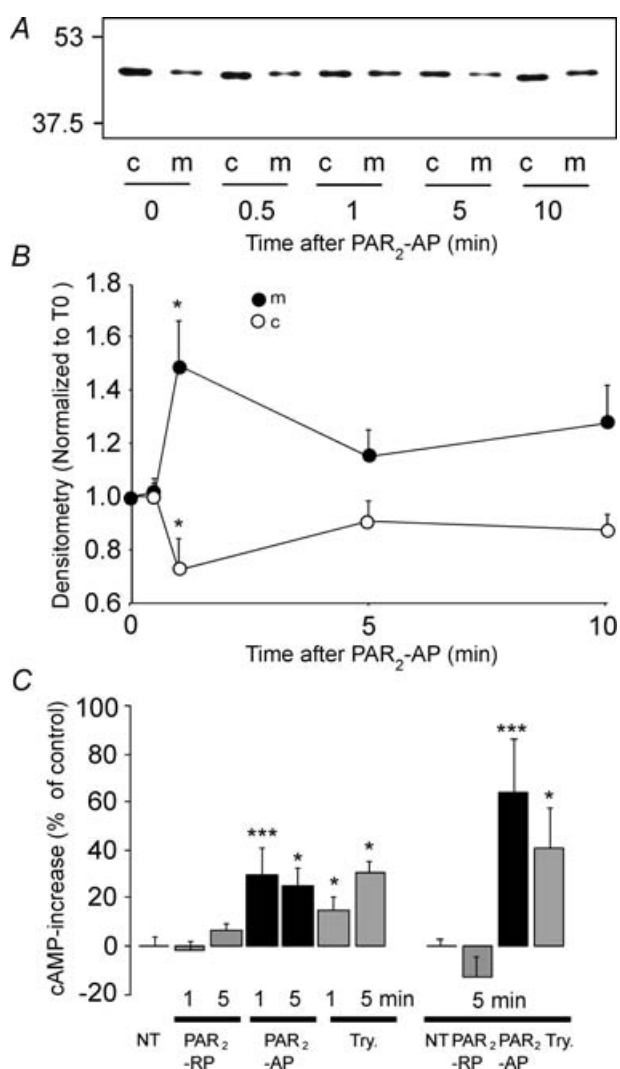 A
53
37.5
c m c m c m c m c m
0 0.5 1 5 10
Time after PAR₂-AP (min)
B
Densitometry (Normalized to T0)
1.8
1.6
1.4
1.2
1.0
0.8
0.6
*
*
m
c
0 5 10
Time after PAR₂-AP (min)
C
cAMP-increase (% of control)
100
80
60
40
20
0
-20
*** * * * *** *
1 5 1 5 1 5 min 5 min
NT PAR₂ PAR₂ Try. NT PAR₂ PAR₂ Try.
-RP -AP -RP -AP